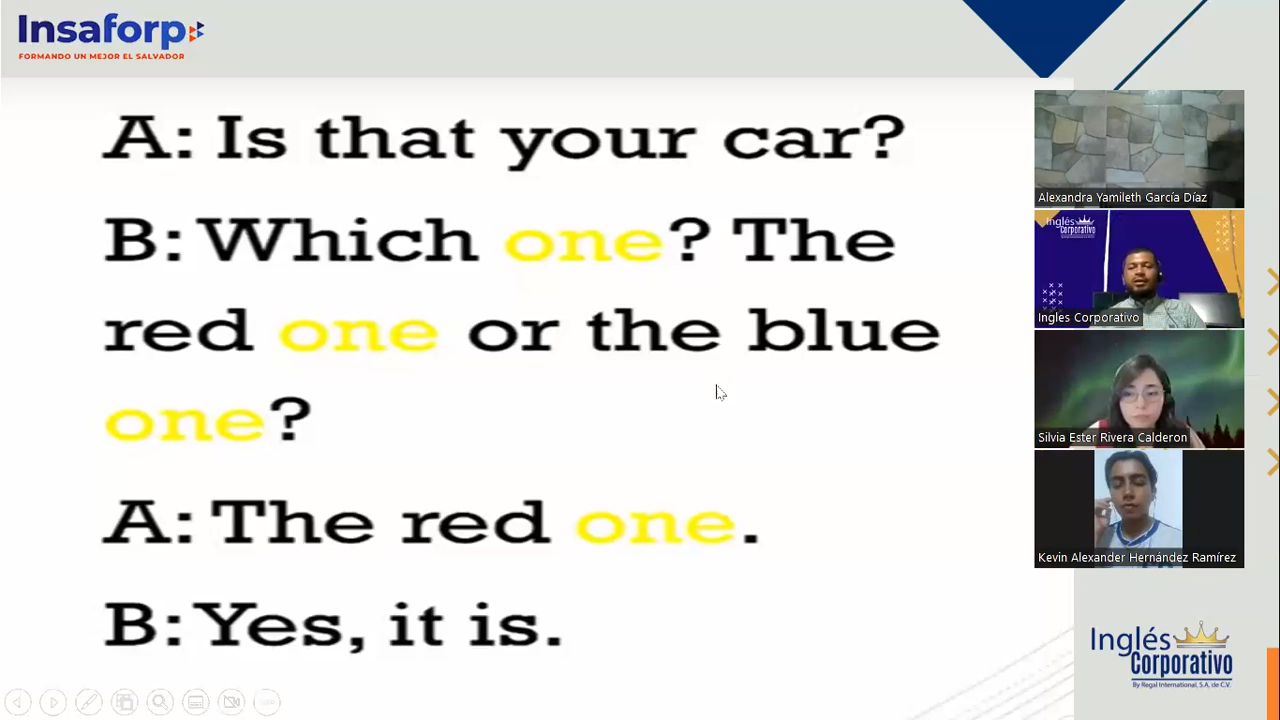 Insaforp
FORMANDO UN MEJOR EL SALVADOR
A: Is that your car?
B: Which one? The
red one or the blue
one?
A: The red one.
B: Yes, it is.
Alexandra Yamileth García Díaz
Inglés
Corporativo
Ingles Corporativo
Silvia Ester Rivera Calderon
Kevin Alexander Hernández Ramírez
Inglés
Corporativo
By Regal International, S.A. de C.V.